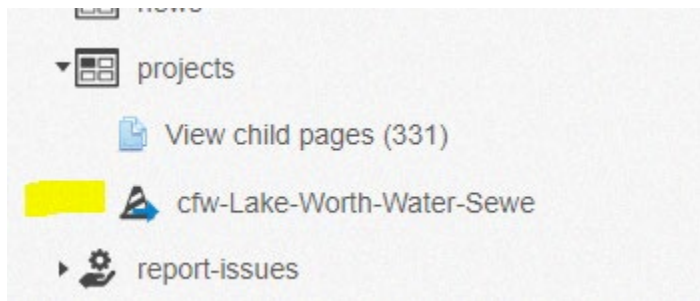 projects
View child pages (331)
cfw-Lake-Worth-Water-Sewe
report-issues